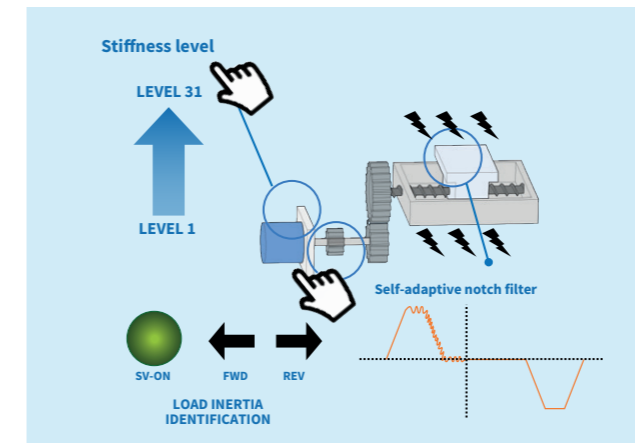 Stiffness level
LEVEL 31
LEVEL 1
Self-adaptive notch filter
SV-ON
FWD
REV
LOAD INERTIA
IDENTIFICATION